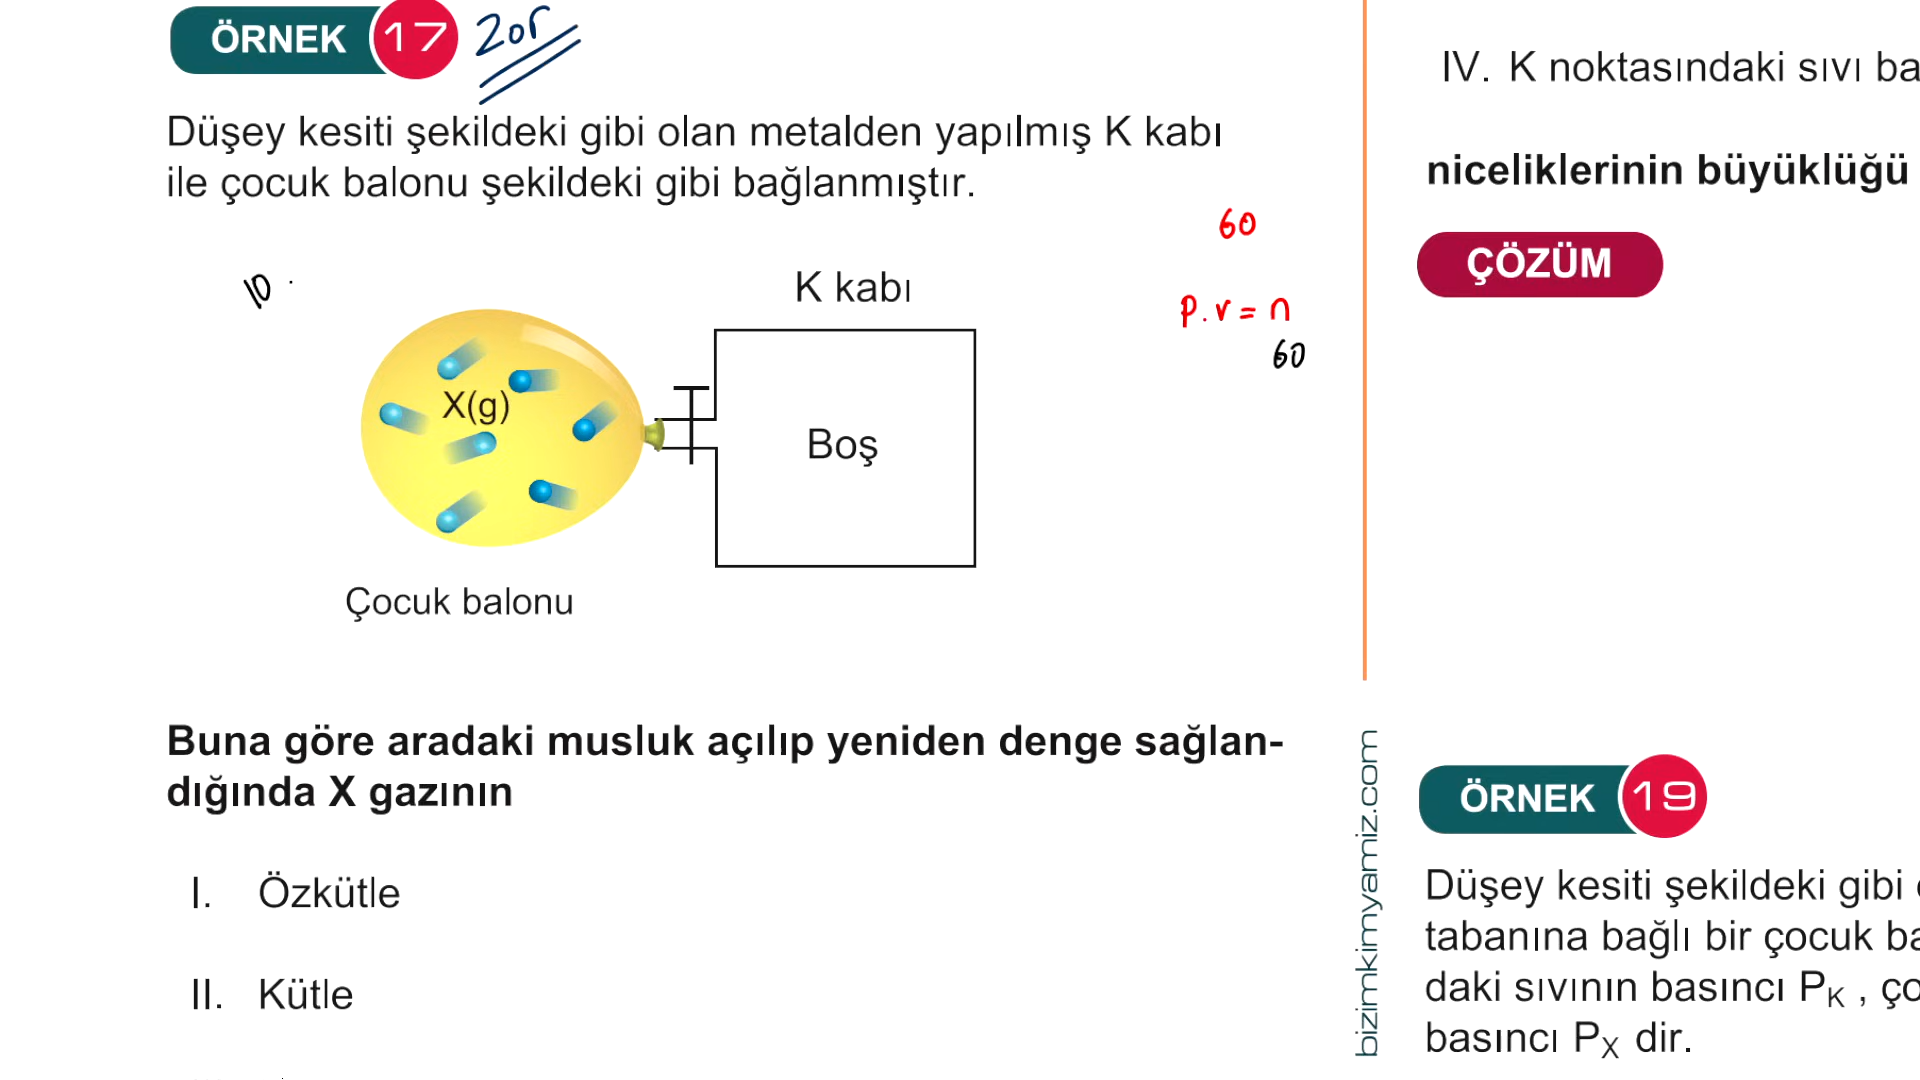 ÖRNEK 17 Zor
Düşey kesiti şekildeki gibi olan metalden yapılmış K kabı
ile çocuk balonu şekildeki gibi bağlanmıştır.
60
10
K kabı
P.V = n
60
X(g)
Boş
Çocuk balonu
Buna göre aradaki musluk açılıp yeniden denge sağlan-
dığında X gazının
I. Özkütle
II. Kütle
bizimkimyamiz.com
IV. K noktasındaki sıvı ba
niceliklerinin büyüklüğü
ÇÖZÜM
ÖRNEK 19
Düşey kesiti şekildeki gibi
tabanına bağlı bir çocuk ba
daki sıvının basıncı PK , ço
basıncı PX dir.